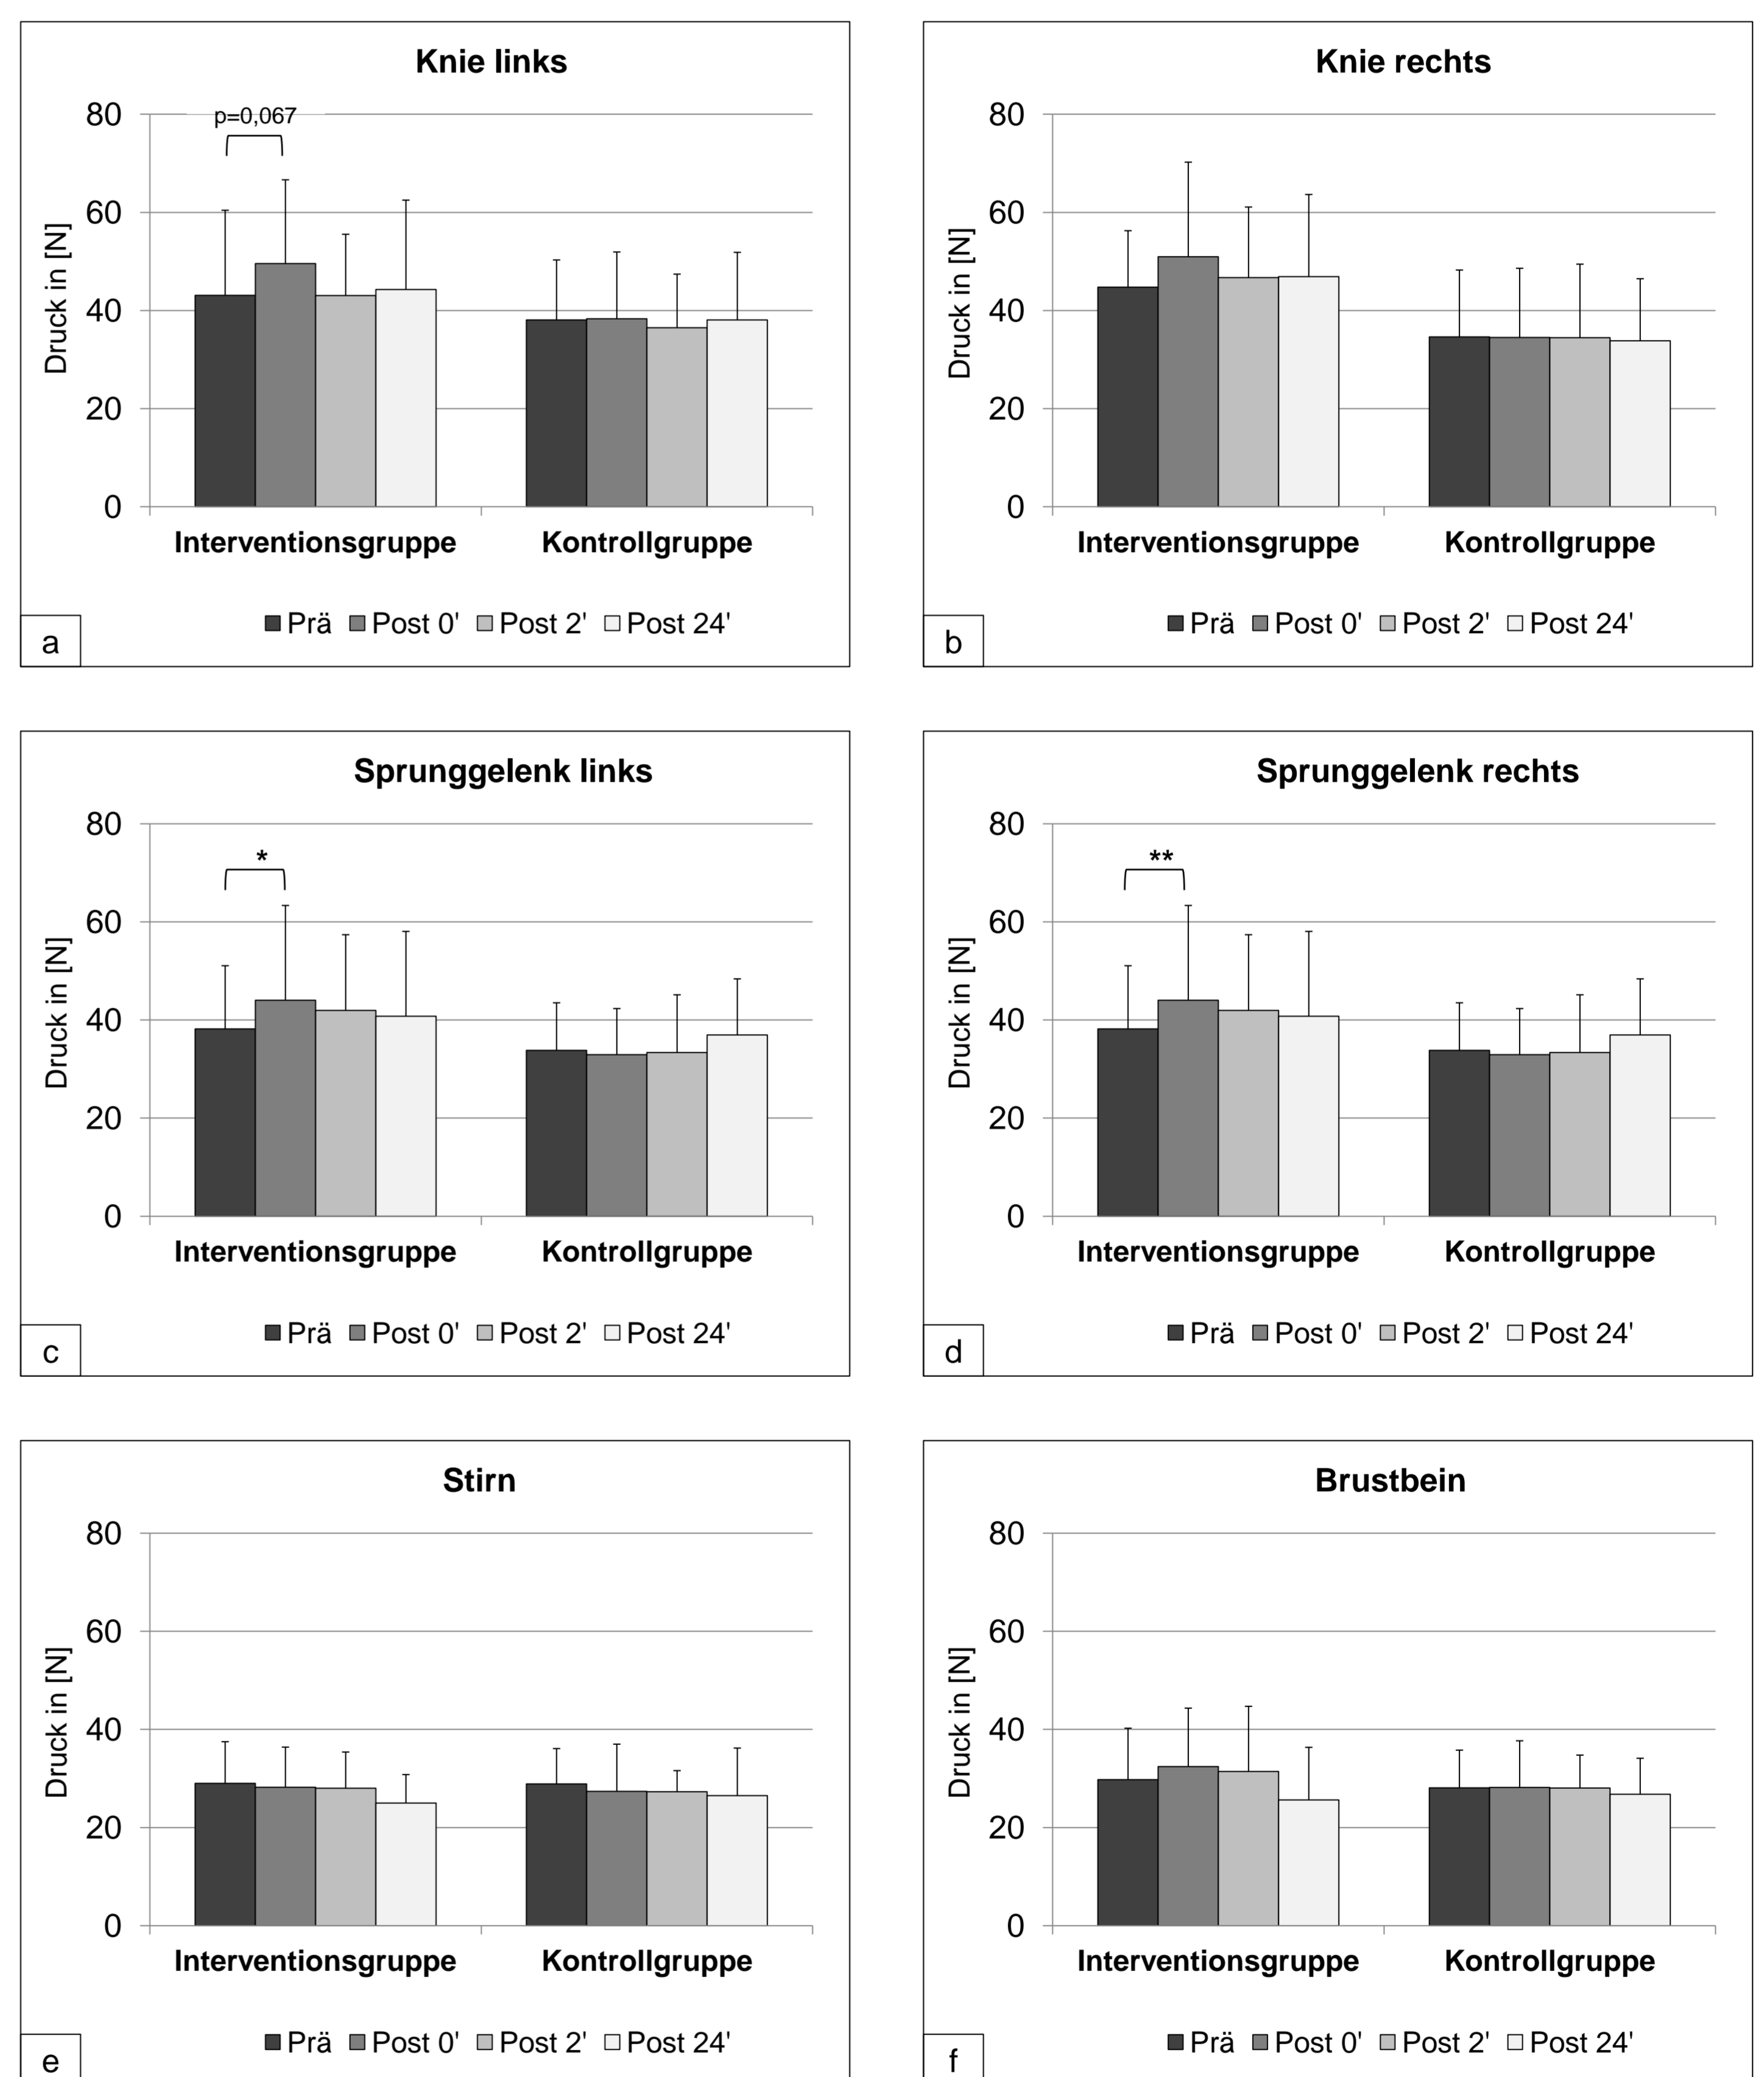 Knie links
p=0,067
80
60
40
20
0
Druck in [N]
Interventionsgruppe Kontrollgruppe
Prä Post 0' Post 2' Post 24'
a
Knie rechts
80
60
40
20
0
Druck in [N]
Interventionsgruppe Kontrollgruppe
Prä Post 0' Post 2' Post 24'
b
Sprunggelenk links
80
*
60
40
20
0
Druck in [N]
Interventionsgruppe Kontrollgruppe
Prä Post 0' Post 2' Post 24'
c
Sprunggelenk rechts
80
**
60
40
20
0
Druck in [N]
Interventionsgruppe Kontrollgruppe
Prä Post 0' Post 2' Post 24'
d
Stirn
80
60
40
20
0
Druck in [N]
Interventionsgruppe Kontrollgruppe
Prä Post 0' Post 2' Post 24'
e
Brustbein
80
60
40
20
0
Druck in [N]
Interventionsgruppe Kontrollgruppe
Prä Post 0' Post 2' Post 24'
f